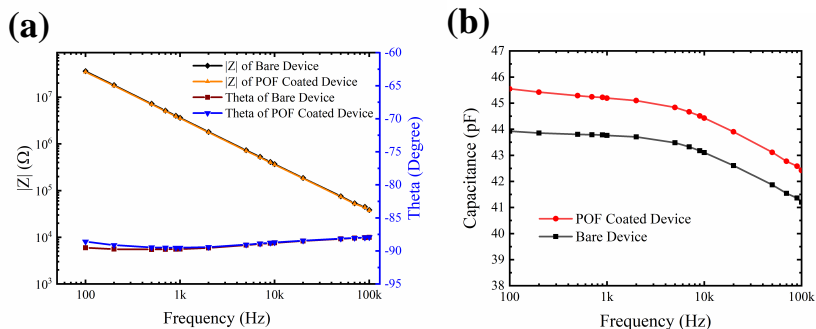 (a)
|Z| of Bare Device
|Z| of POF Coated Device
Theta of Bare Device
Theta of POF Coated Device
|Z| (Ω)
10⁷
10⁶
10⁵
10⁴
10³
-60
-65
-70
-75
-80
-85
-90
-95
Theta (Degree)
100
1k
10k
100k
Frequency (Hz)
(b)
Capacitance (pF)
47
46
45
44
43
42
41
40
39
38
POF Coated Device
Bare Device
100
1k
10k
100k
Frequency (Hz)